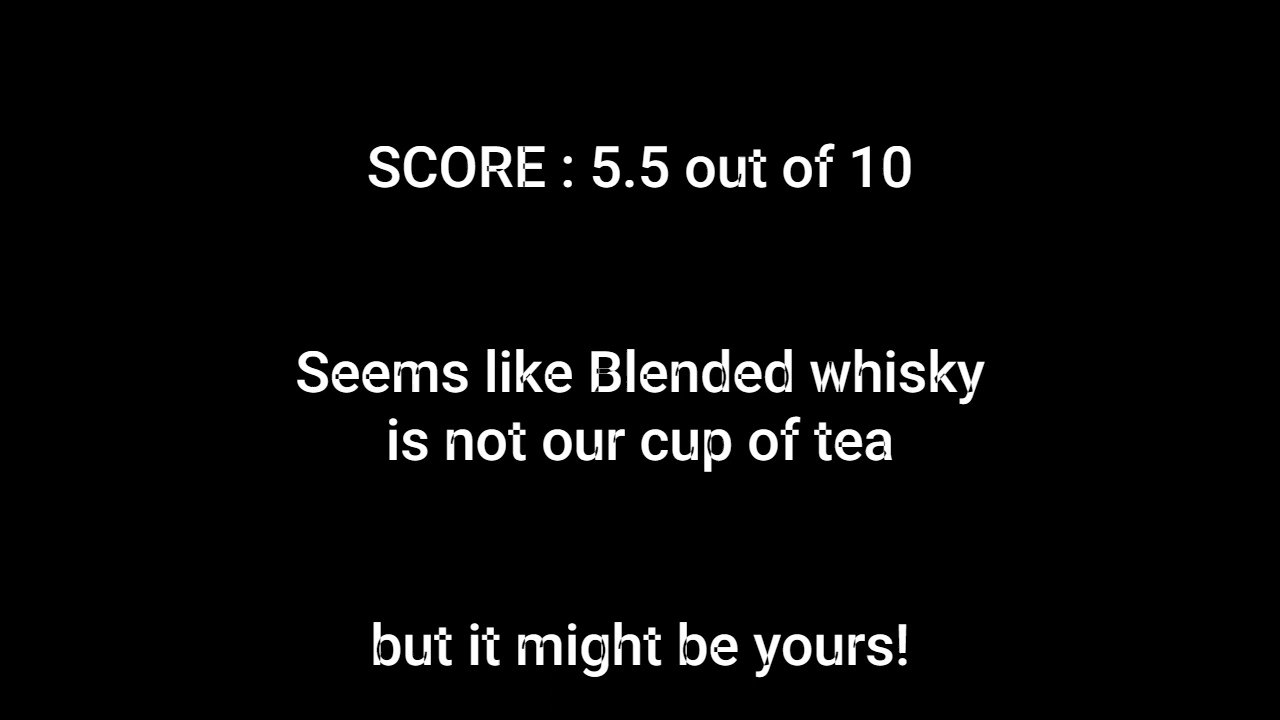 SCORE : 5.5 out of 10
Seems like Blended whisky
is not our cup of tea
but it might be yours!